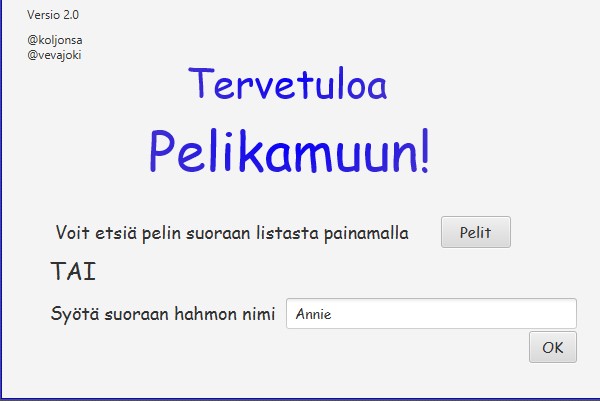 Versio 2.0
@koljonsa
@vevajoki
Tervetuloa
Pelikamuun!
Voit etsiä pelin suoraan listasta painamalla Pelit
TAI
Syötä suoraan hahmon nimi Annie
OK